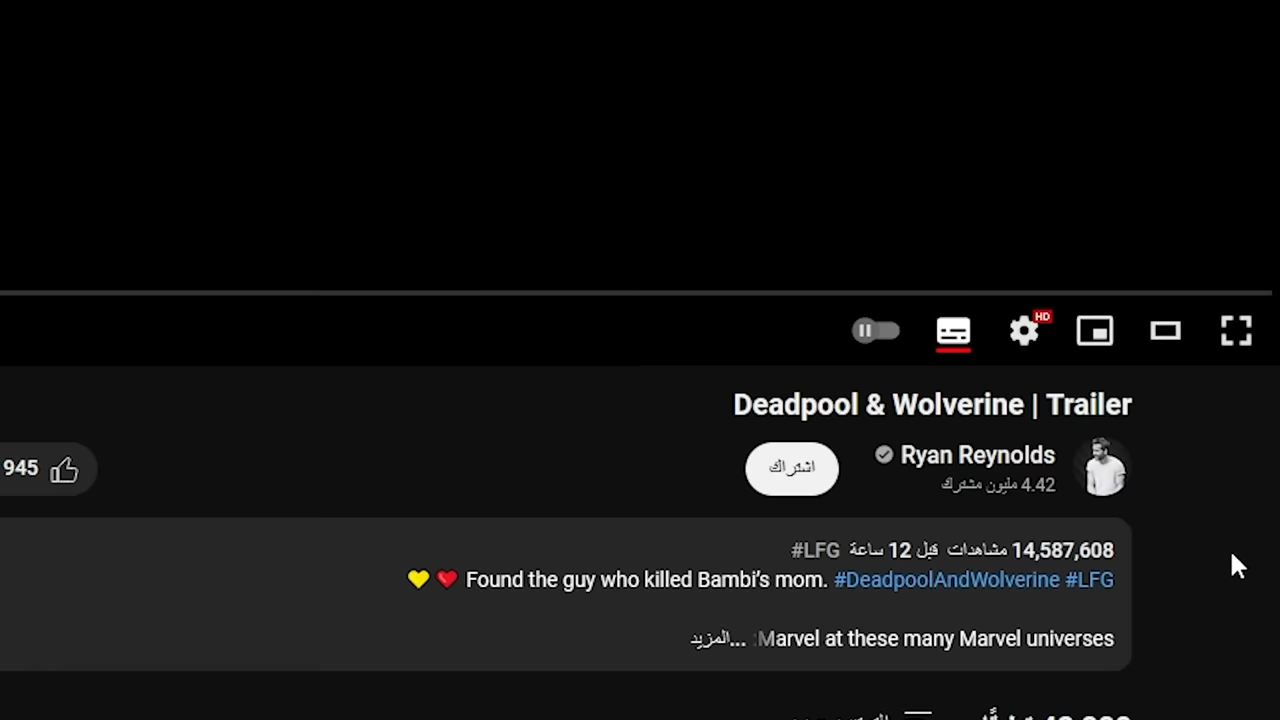 HD
Deadpool & Wolverine | Trailer
Ryan Reynolds
4.42 مليون مشترك
اشتراك
945
14,587,608 مشاهدات قبل 12 ساعة #LFG
Found the guy who killed Bambi's mom. #DeadpoolAndWolverine #LFG
Marvel at these many Marvel universes: ...المزيد